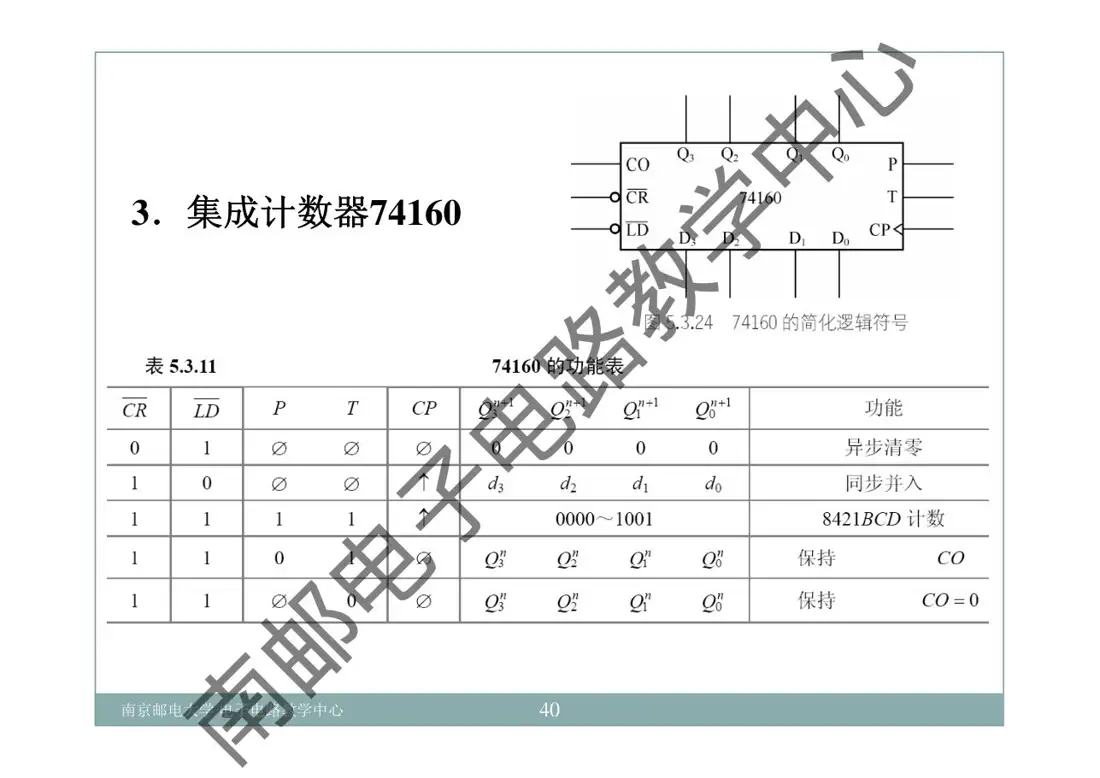 3．集成计数器74160
Q₃ Q₂ Q₁ Q₀
CO P
C̅R̅ 74160 T
L̅D̅ CP
D₃ D₂ D₁ D₀
图 5.3.24 74160 的简化逻辑符号
表 5.3.11 74160 的功能表
C̅R̅ L̅D̅ P T CP Q₃ⁿ⁺¹ Q₂ⁿ⁺¹ Q₁ⁿ⁺¹ Q₀ⁿ⁺¹ 功能
0 1 ∅ ∅ ∅ 0 0 0 0 异步清零
1 0 ∅ ∅ ↑ d₃ d₂ d₁ d₀ 同步并入
1 1 1 1 ↑ 0000～1001 8421BCD 计数
1 1 0 1 ∅ Q₃ⁿ Q₂ⁿ Q₁ⁿ Q₀ⁿ 保持 CO
1 1 ∅ 0 ∅ Q₃ⁿ Q₂ⁿ Q₁ⁿ Q₀ⁿ 保持 CO = 0
南邮电子电路教学中心
南京邮电大学 电子电路教学中心 40